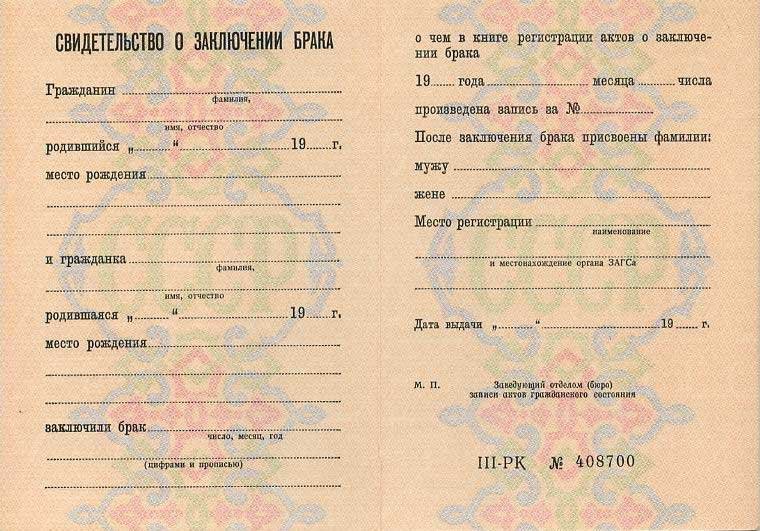 СВИДЕТЕЛЬСТВО О ЗАКЛЮЧЕНИИ БРАКА
Гражданин
фамилия,
имя, отчество
родившийся „ “ 19 г.
место рождения
и гражданка
фамилия,
имя, отчество
родившаяся „ “ 19 г.
место рождения
заключили брак
число, месяц, год
(цифрами и прописью)
о чем в книге регистрации актов о заключе-
нии брака
19 года месяца числа
произведена запись за №
После заключения брака присвоены фамилии:
мужу
жене
Место регистрации
наименование
и местонахождение органа ЗАГСа
Дата выдачи „ “ 19 г.
М. П. Заведующий отделом (бюро)
записи актов гражданского состояния
III-РК № 408700
СССР
СССР